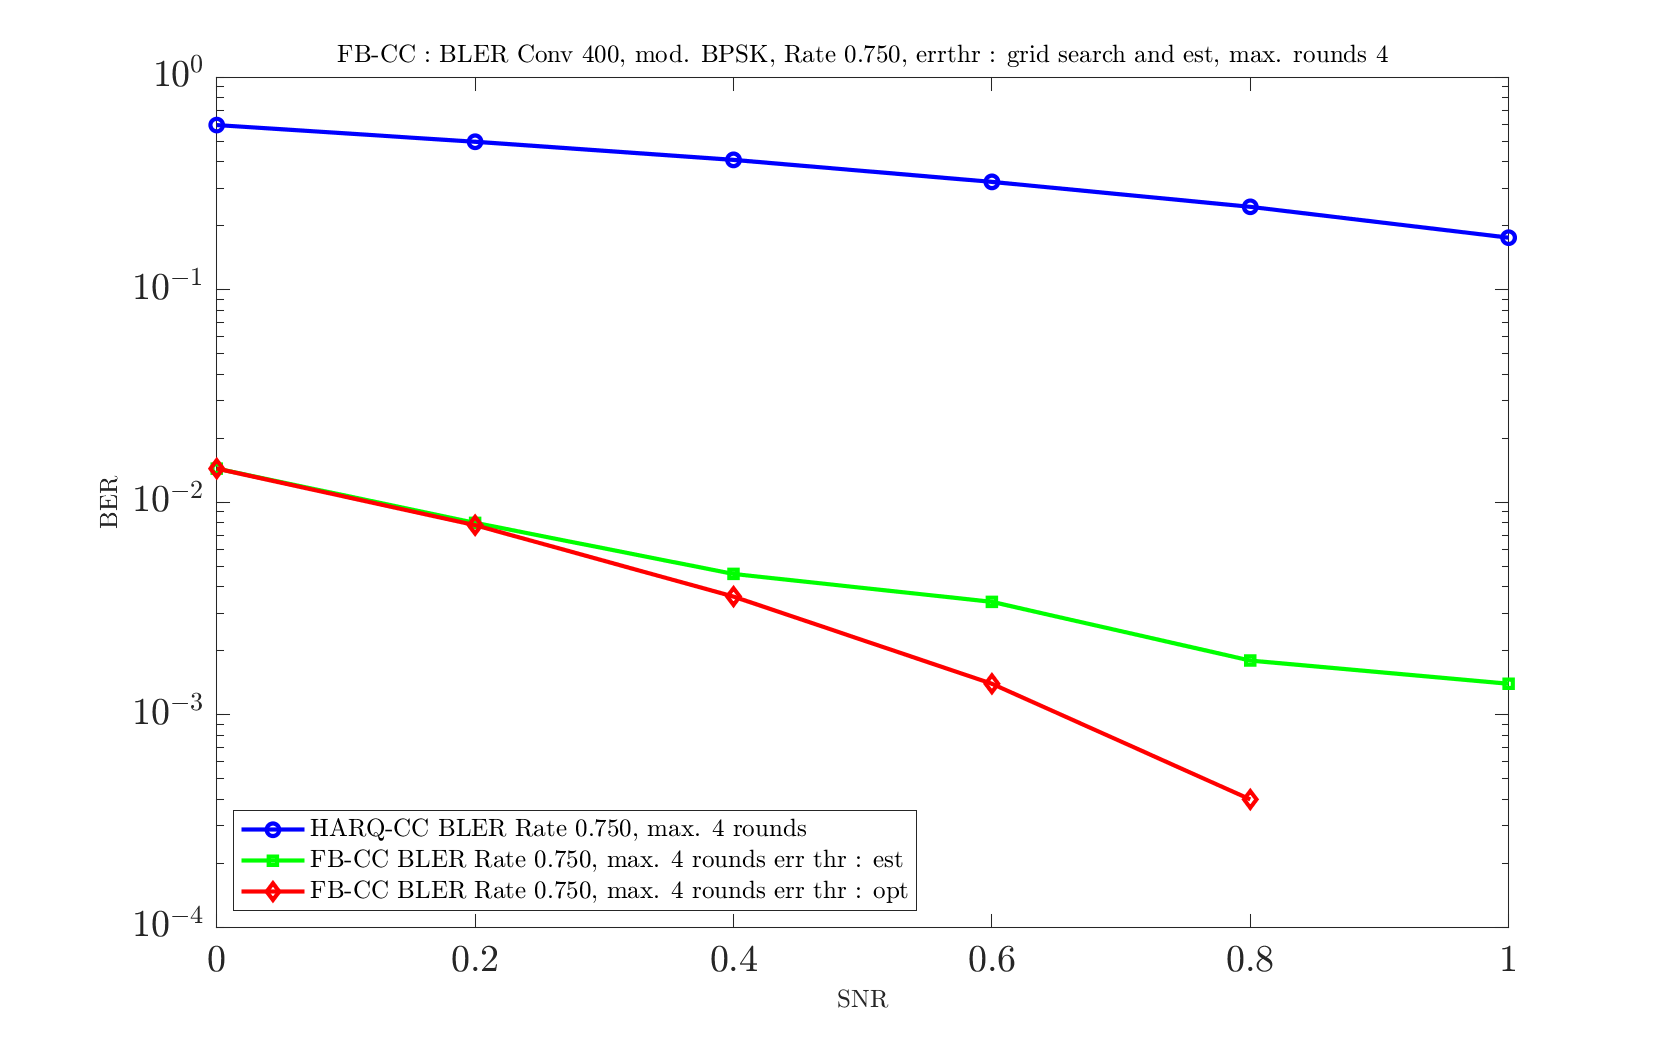 FB-CC : BLER Conv 400, mod. BPSK, Rate 0.750, errthr : grid search and est, max. rounds 4
10^0
10^{-1}
10^{-2}
10^{-3}
10^{-4}
BER
HARQ-CC BLER Rate 0.750, max. 4 rounds
FB-CC BLER Rate 0.750, max. 4 rounds err thr : est
FB-CC BLER Rate 0.750, max. 4 rounds err thr : opt
0 0.2 0.4 0.6 0.8 1
SNR